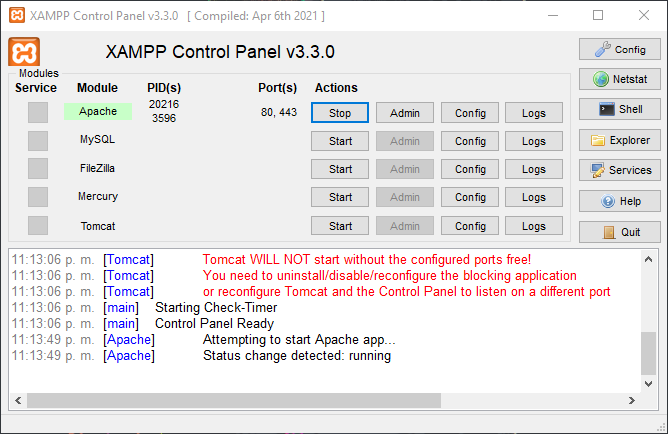 XAMPP Control Panel v3.3.0 [ Compiled: Apr 6th 2021 ]
XAMPP Control Panel v3.3.0
Config
Modules
Service Module PID(s) Port(s) Actions
Netstat
Apache 20216 3596 80, 443 Stop Admin Config Logs
Shell
MySQL Start Admin Config Logs
Explorer
FileZilla Start Admin Config Logs
Services
Mercury Start Admin Config Logs
Help
Tomcat Start Admin Config Logs
Quit
11:13:06 p. m. [Tomcat] Tomcat WILL NOT start without the configured ports free!
11:13:06 p. m. [Tomcat] You need to uninstall/disable/reconfigure the blocking application
11:13:06 p. m. [Tomcat] or reconfigure Tomcat and the Control Panel to listen on a different port
11:13:06 p. m. [main] Starting Check-Timer
11:13:06 p. m. [main] Control Panel Ready
11:13:49 p. m. [Apache] Attempting to start Apache app...
11:13:49 p. m. [Apache] Status change detected: running